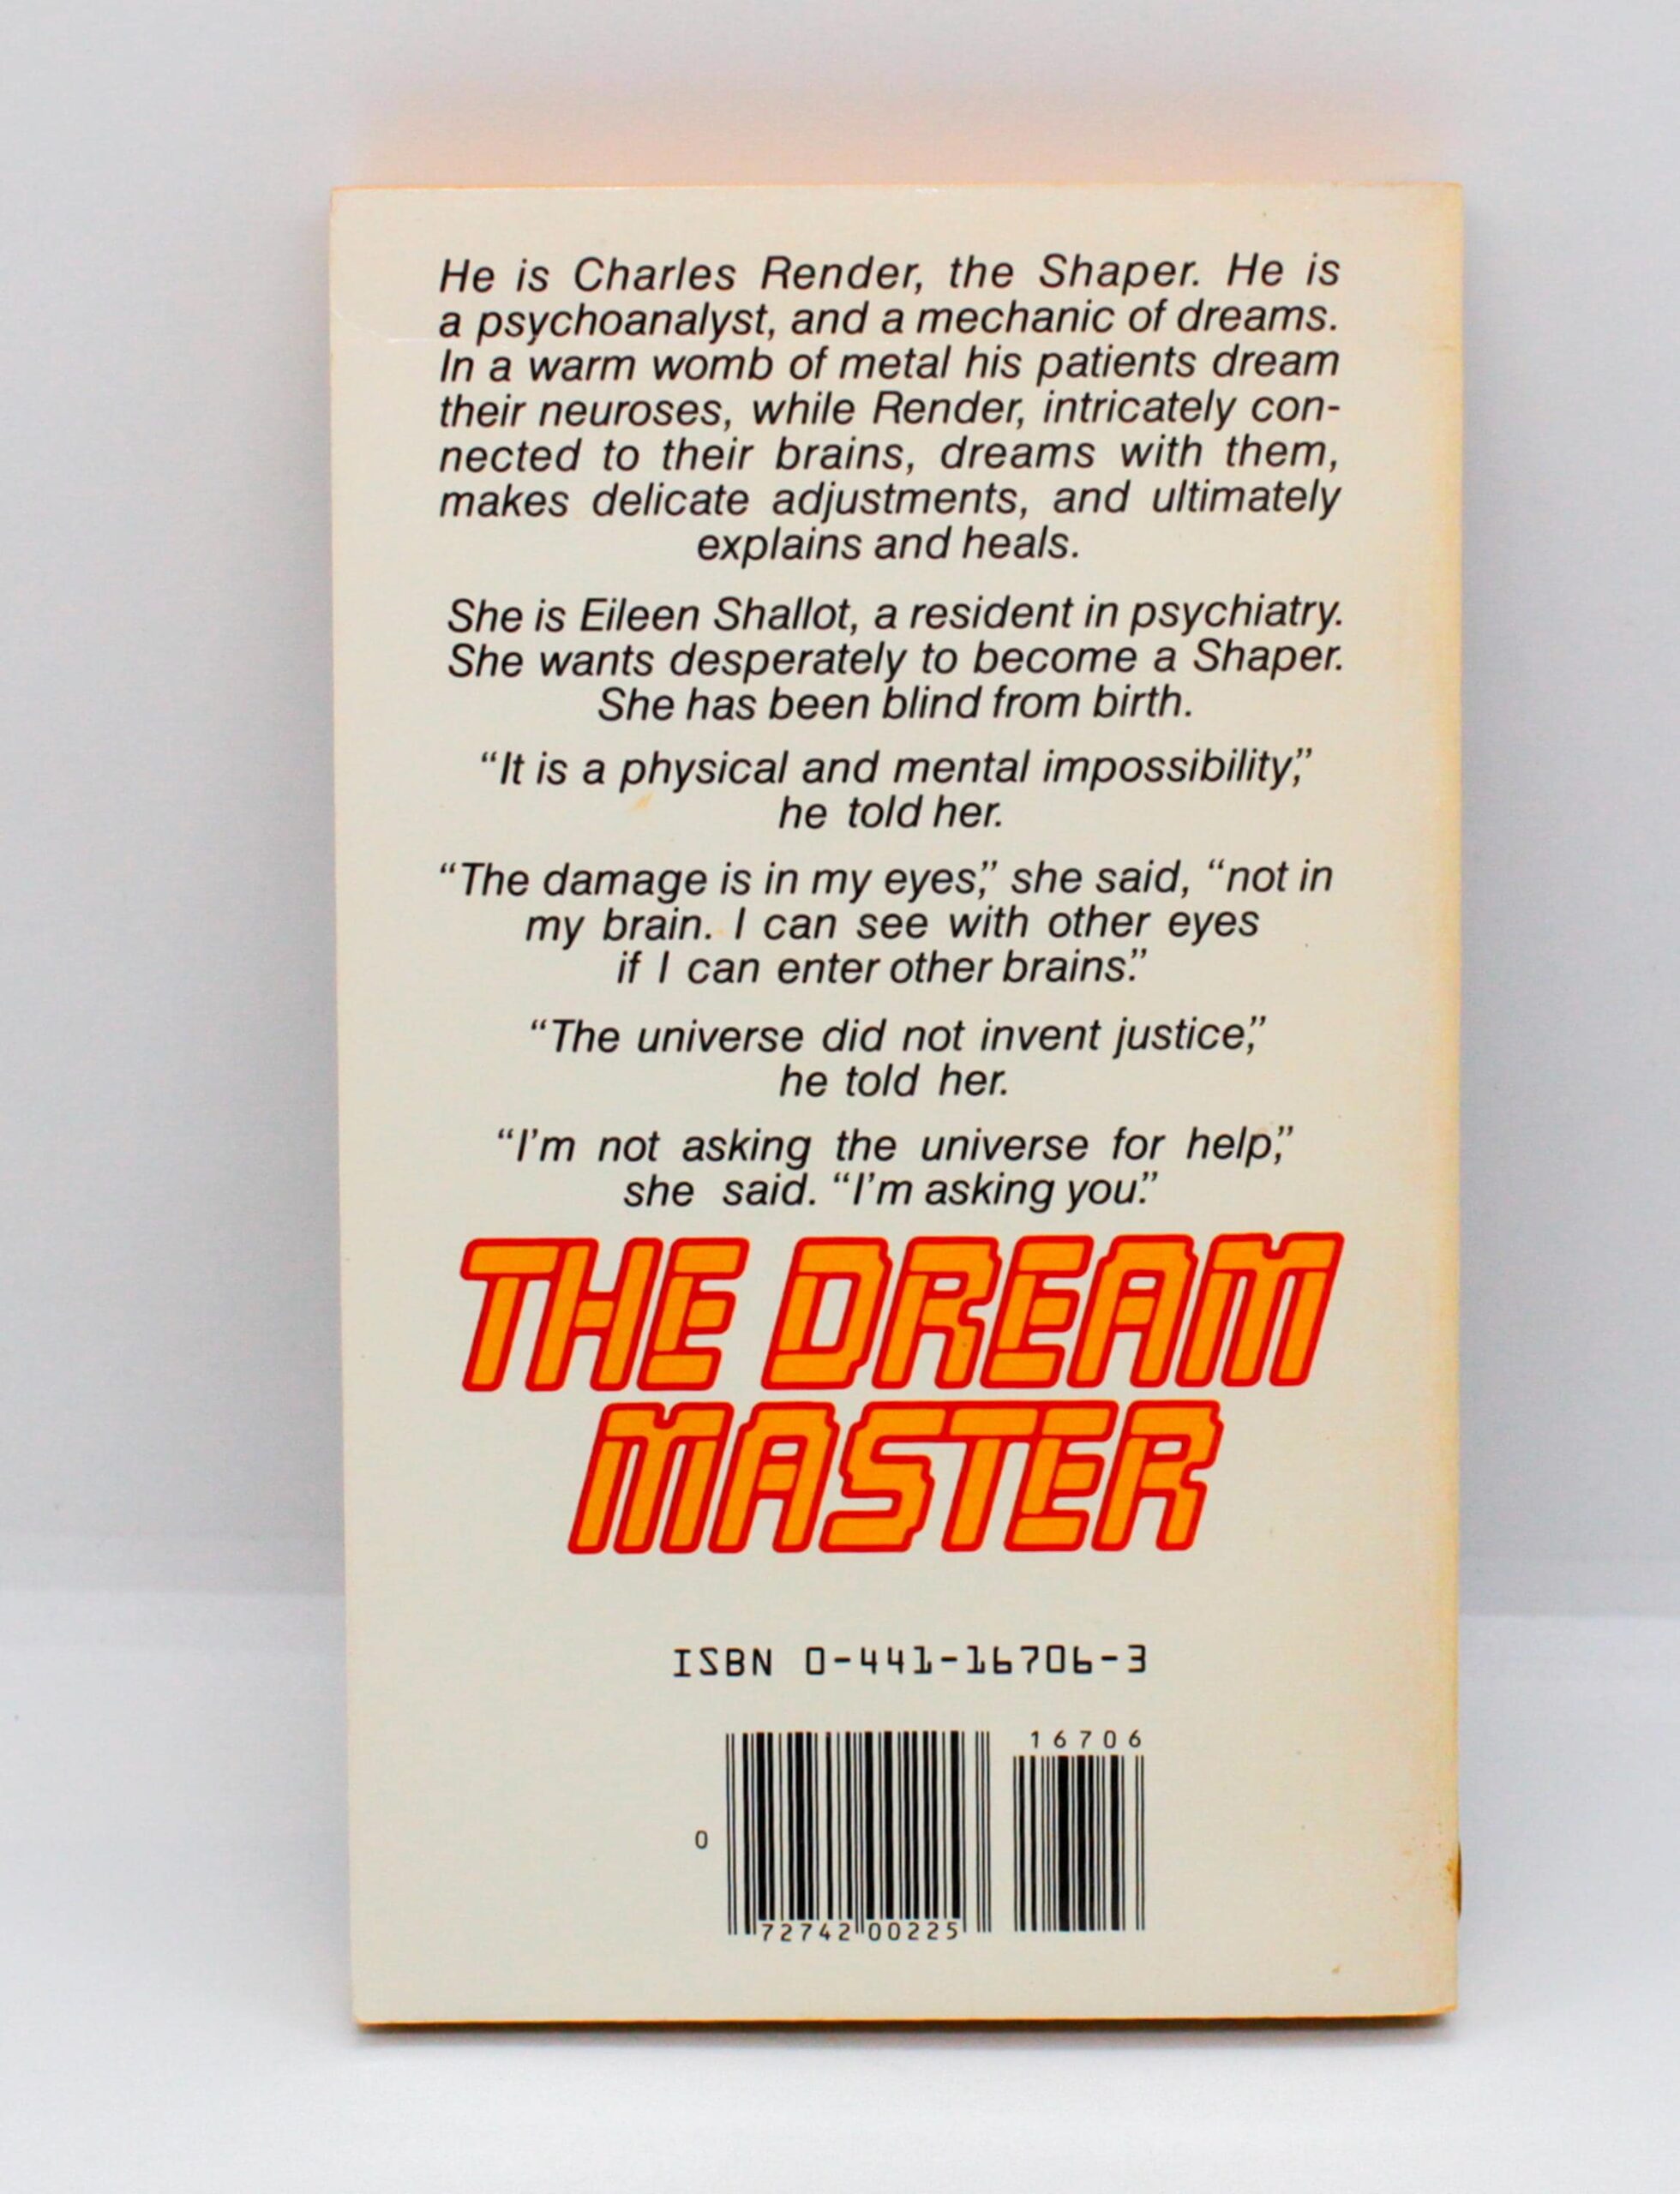 He is Charles Render, the Shaper. He is
a psychoanalyst, and a mechanic of dreams.
In a warm womb of metal his patients dream
their neuroses, while Render, intricately con-
nected to their brains, dreams with them,
makes delicate adjustments, and ultimately
explains and heals.
She is Eileen Shallot, a resident in psychiatry.
She wants desperately to become a Shaper.
She has been blind from birth.
“It is a physical and mental impossibility,”
he told her.
“The damage is in my eyes,” she said, “not in
my brain. I can see with other eyes
if I can enter other brains.”
“The universe did not invent justice,”
he told her.
“I'm not asking the universe for help,”
she said. “I'm asking you.”
THE DREAM
MASTER
ISBN 0-441-16706-3
16706
0
72742 00225